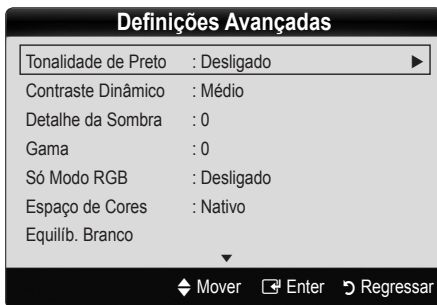 Definições Avançadas
Tonalidade de Preto : Desligado
Contraste Dinâmico : Médio
Detalhe da Sombra : 0
Gama : 0
Só Modo RGB : Desligado
Espaço de Cores : Nativo
Equilíb. Branco
Mover Enter Regressar